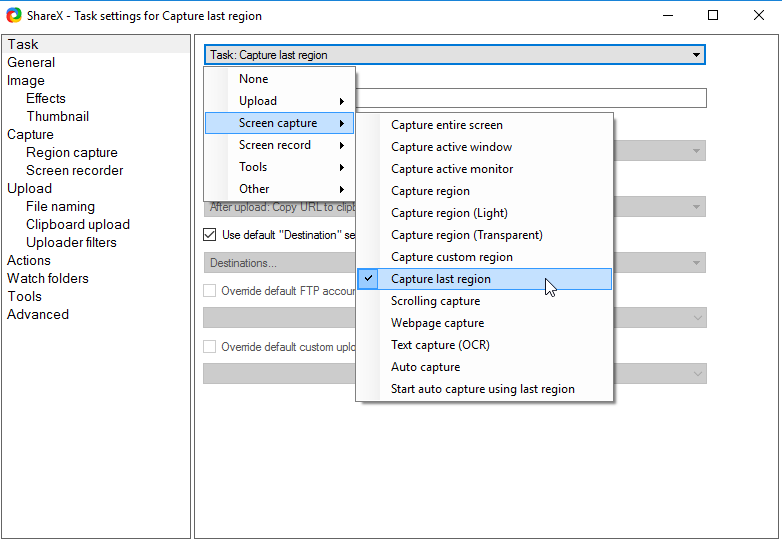 ShareX - Task settings for Capture last region
Task
General
Image
Effects
Thumbnail
Capture
Region capture
Screen recorder
Upload
File naming
Clipboard upload
Uploader filters
Actions
Watch folders
Tools
Advanced
Task: Capture last region
None
Upload
Screen capture
Screen record
Tools
Other
Capture entire screen
Capture active window
Capture active monitor
Capture region
Capture region (Light)
Capture region (Transparent)
Capture custom region
Capture last region
Scrolling capture
Webpage capture
Text capture (OCR)
Auto capture
Start auto capture using last region
After upload: Copy URL to clipb
Use default "Destination" se
Destinations...
Override default FTP accour
Override default custom uplo